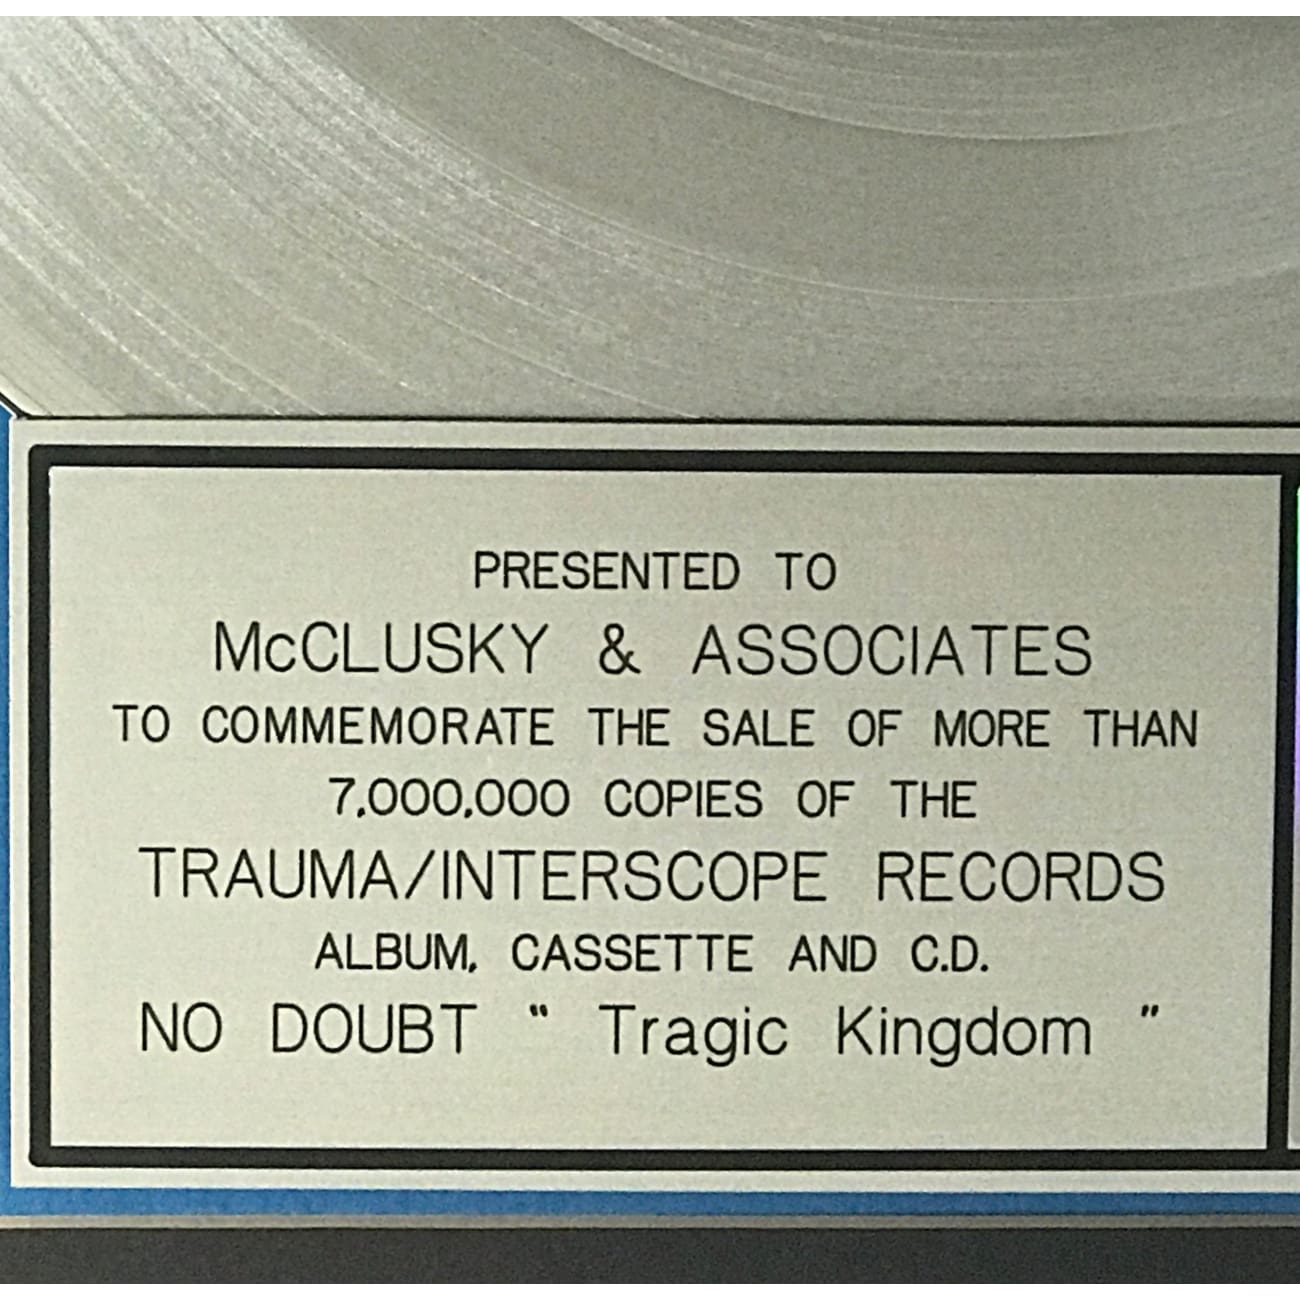 PRESENTED TO
McCLUSKY & ASSOCIATES
TO COMMEMORATE THE SALE OF MORE THAN
7,000,000 COPIES OF THE
TRAUMA/INTERSCOPE RECORDS
ALBUM, CASSETTE AND C.D.
NO DOUBT “ Tragic Kingdom ”